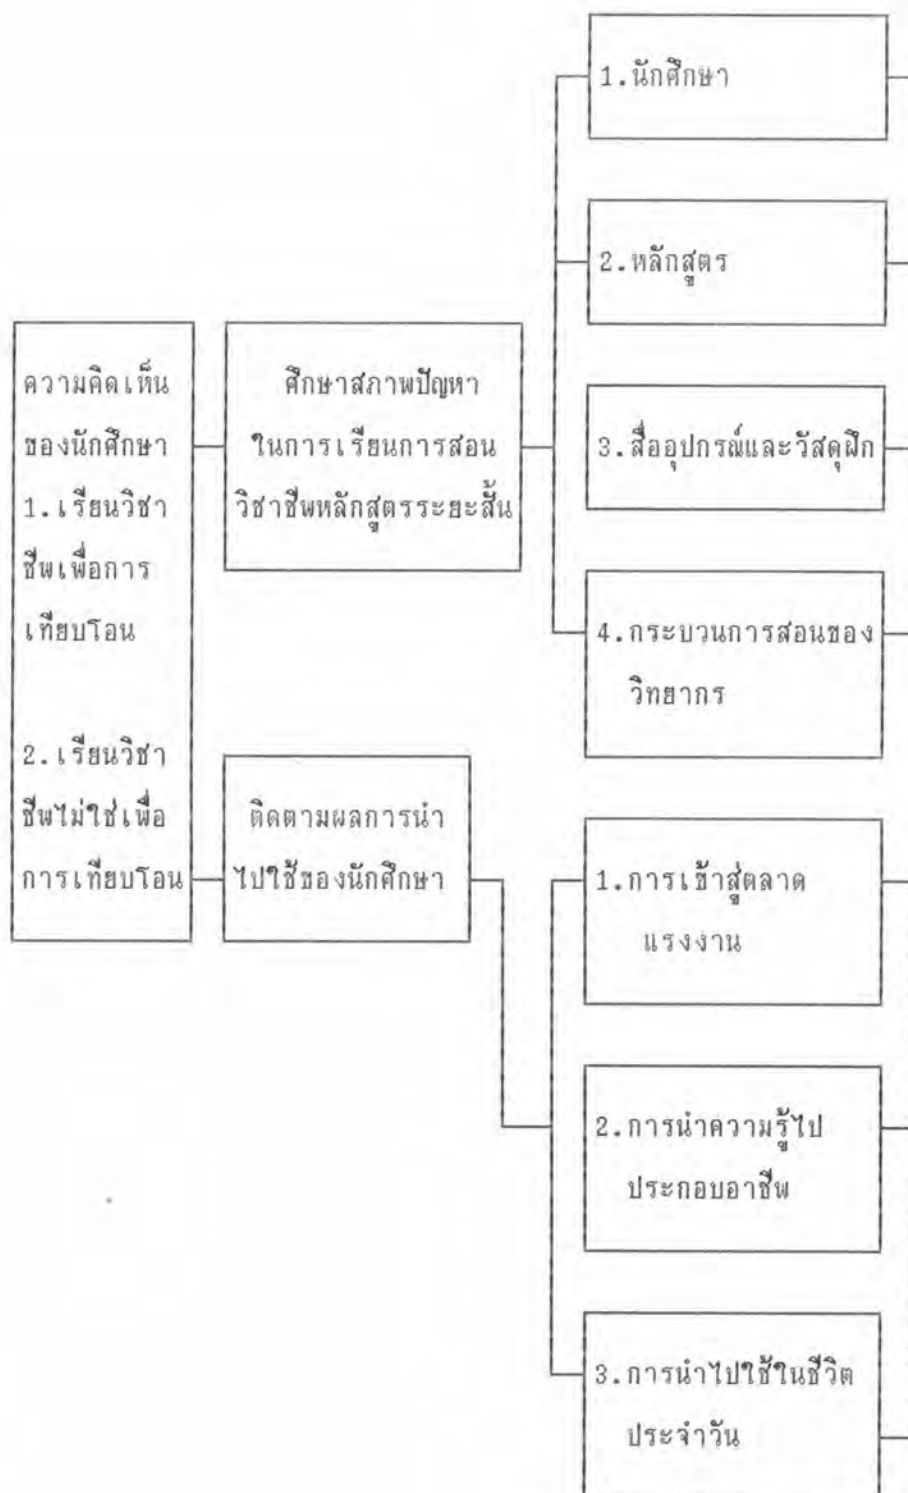 ความคิดเห็น
ของนักศึกษา
1.เรียนวิชา
ชีพเพื่อการ
เทียบโอน
2.เรียนวิชา
ชีพไม่ใช่เพื่อ
การเทียบโอน
ศึกษาสภาพปัญหา
ในการเรียนการสอน
วิชาชีพหลักสูตรระยะสั้น
ติดตามผลการนำ
ไปใช้ของนักศึกษา
1.นักศึกษา
2.หลักสูตร
3.สื่ออุปกรณ์และวัสดุฝึก
4.กระบวนการสอนของ
วิทยากร
1.การเข้าสู่ตลาด
แรงงาน
2.การนำความรู้ไป
ประกอบอาชีพ
3.การนำไปใช้ในชีวิต
ประจำวัน